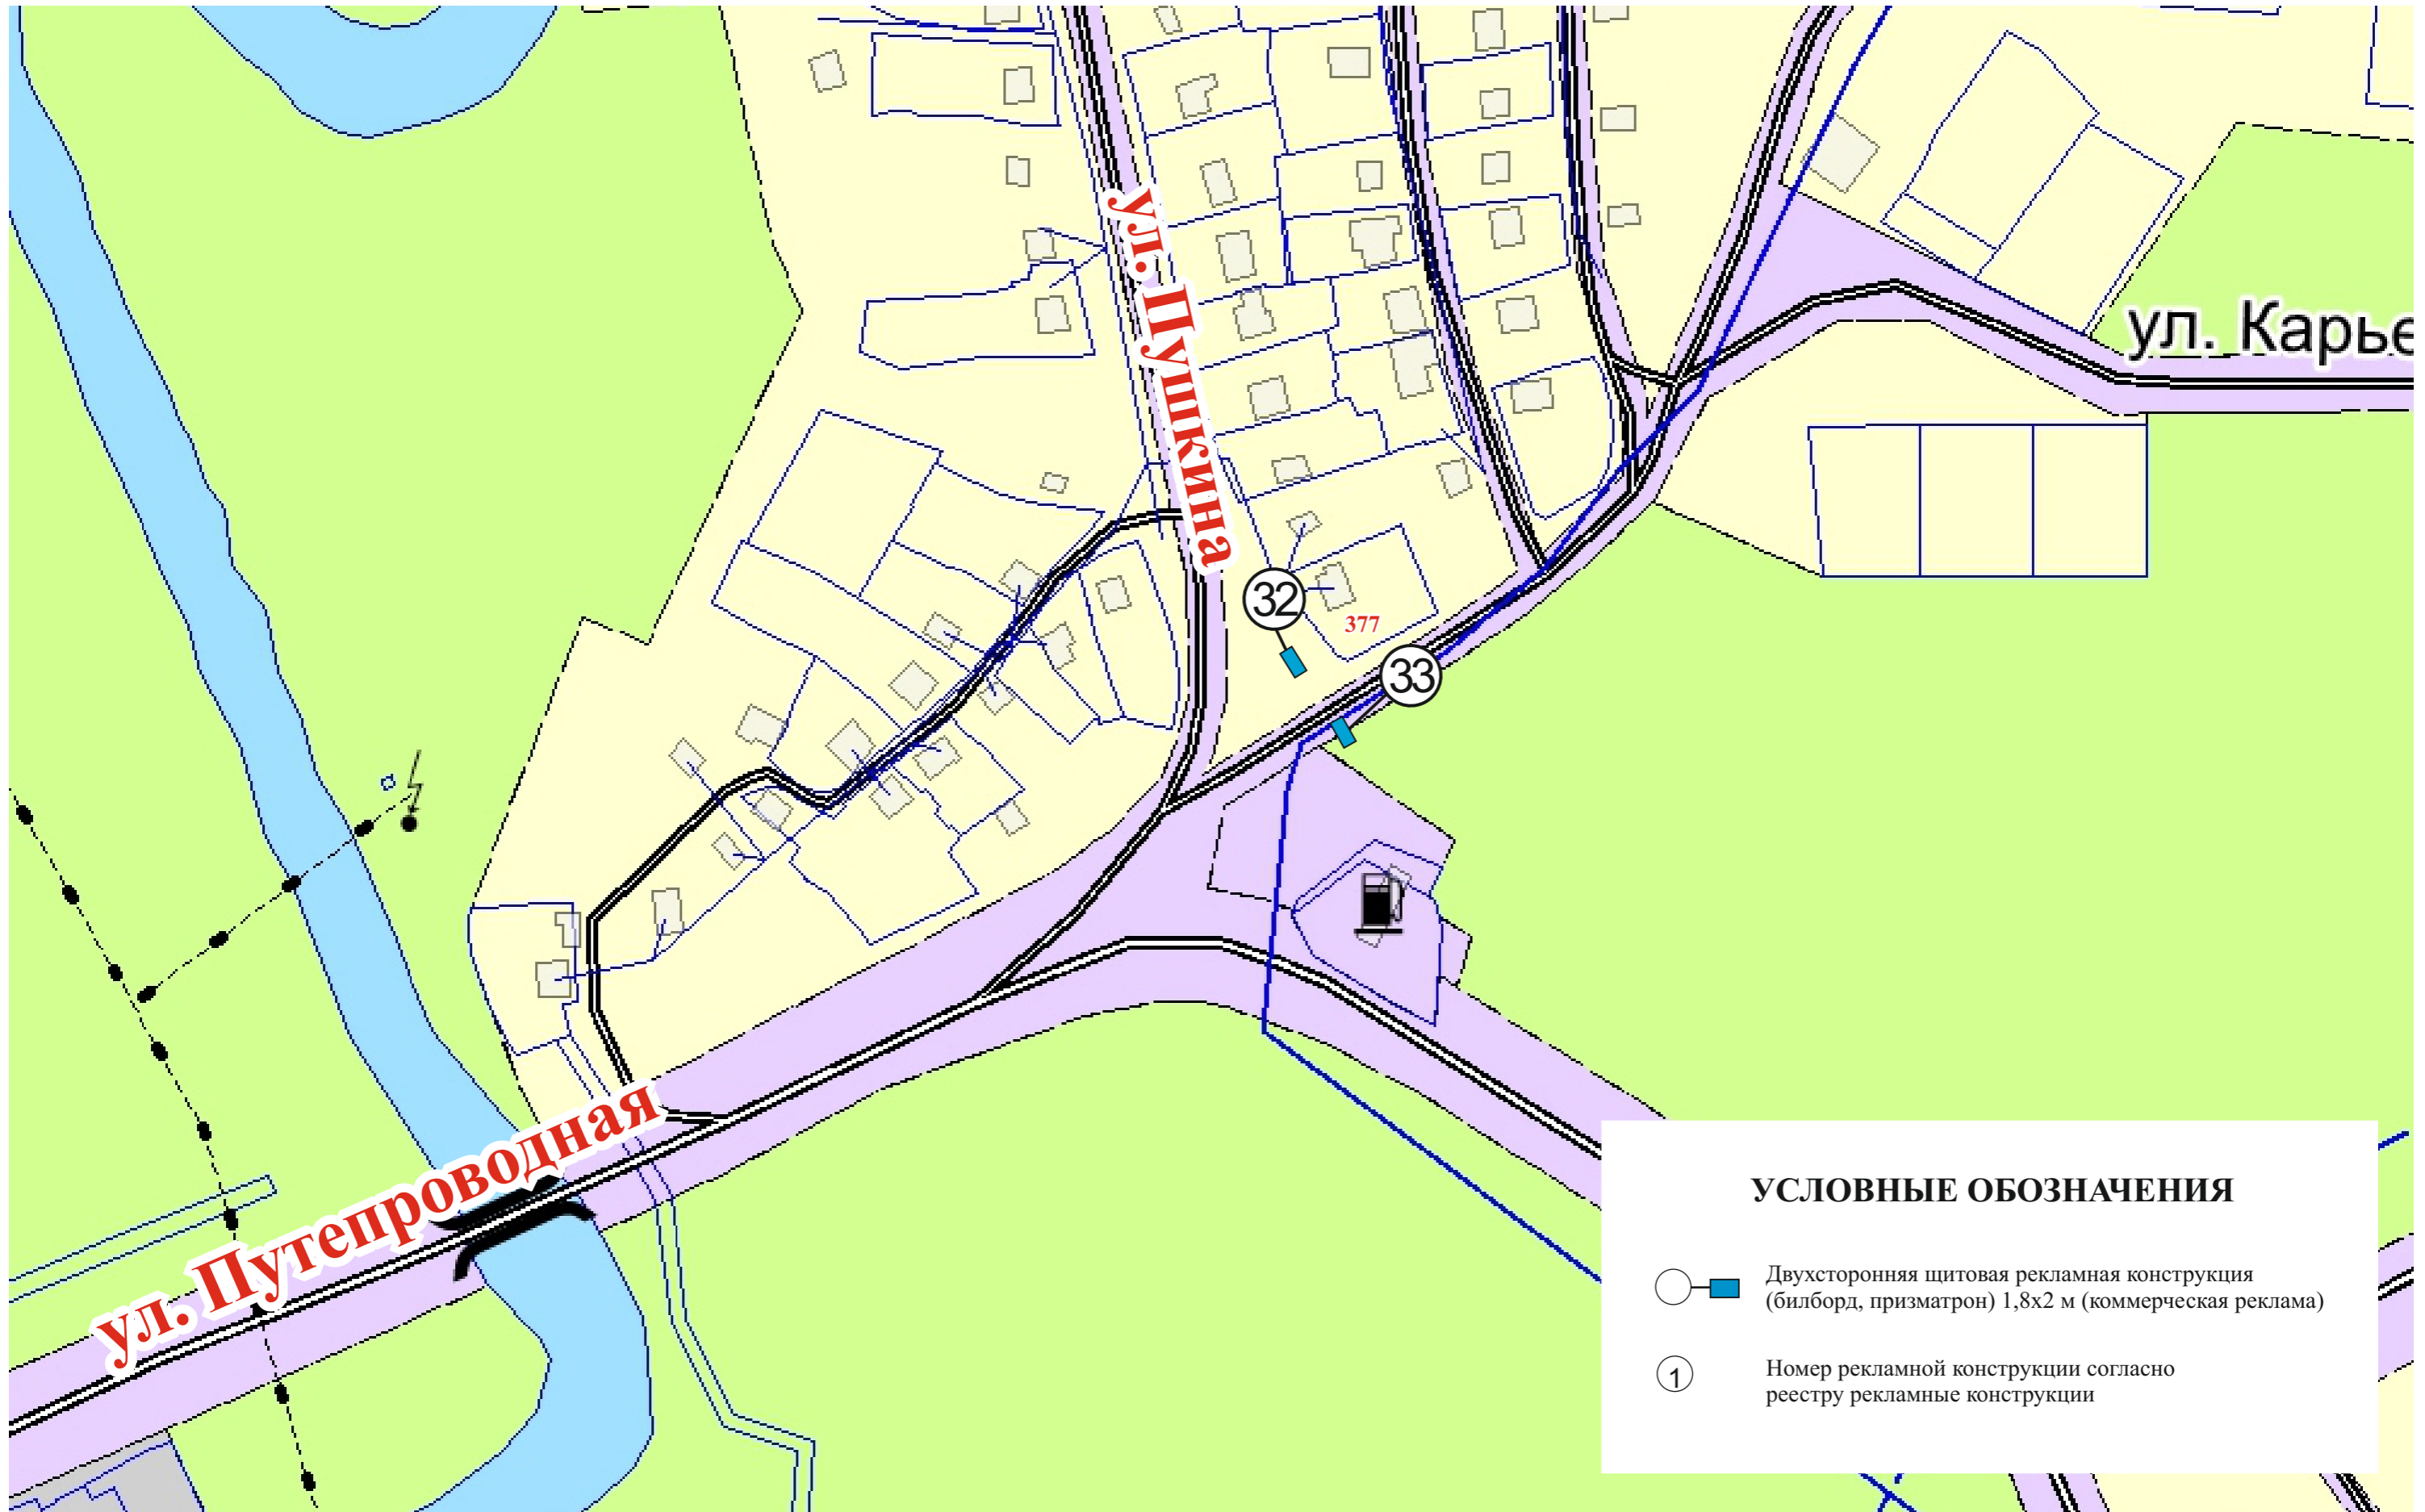 ул. Пушкина
ул. Карье
32
377
33
ул. Путепроводная
УСЛОВНЫЕ ОБОЗНАЧЕНИЯ
Двухсторонняя щитовая рекламная конструкция
(билборд, призматрон) 1,8х2 м (коммерческая реклама)
1
Номер рекламной конструкции согласно
реестру рекламные конструкции